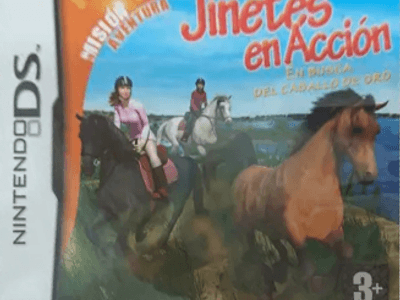 NINTENDO DS
MISIÓN
AVENTURA
Jinetes
en Acción
EN BUSCA
DEL CABALLO DE ORO
3+